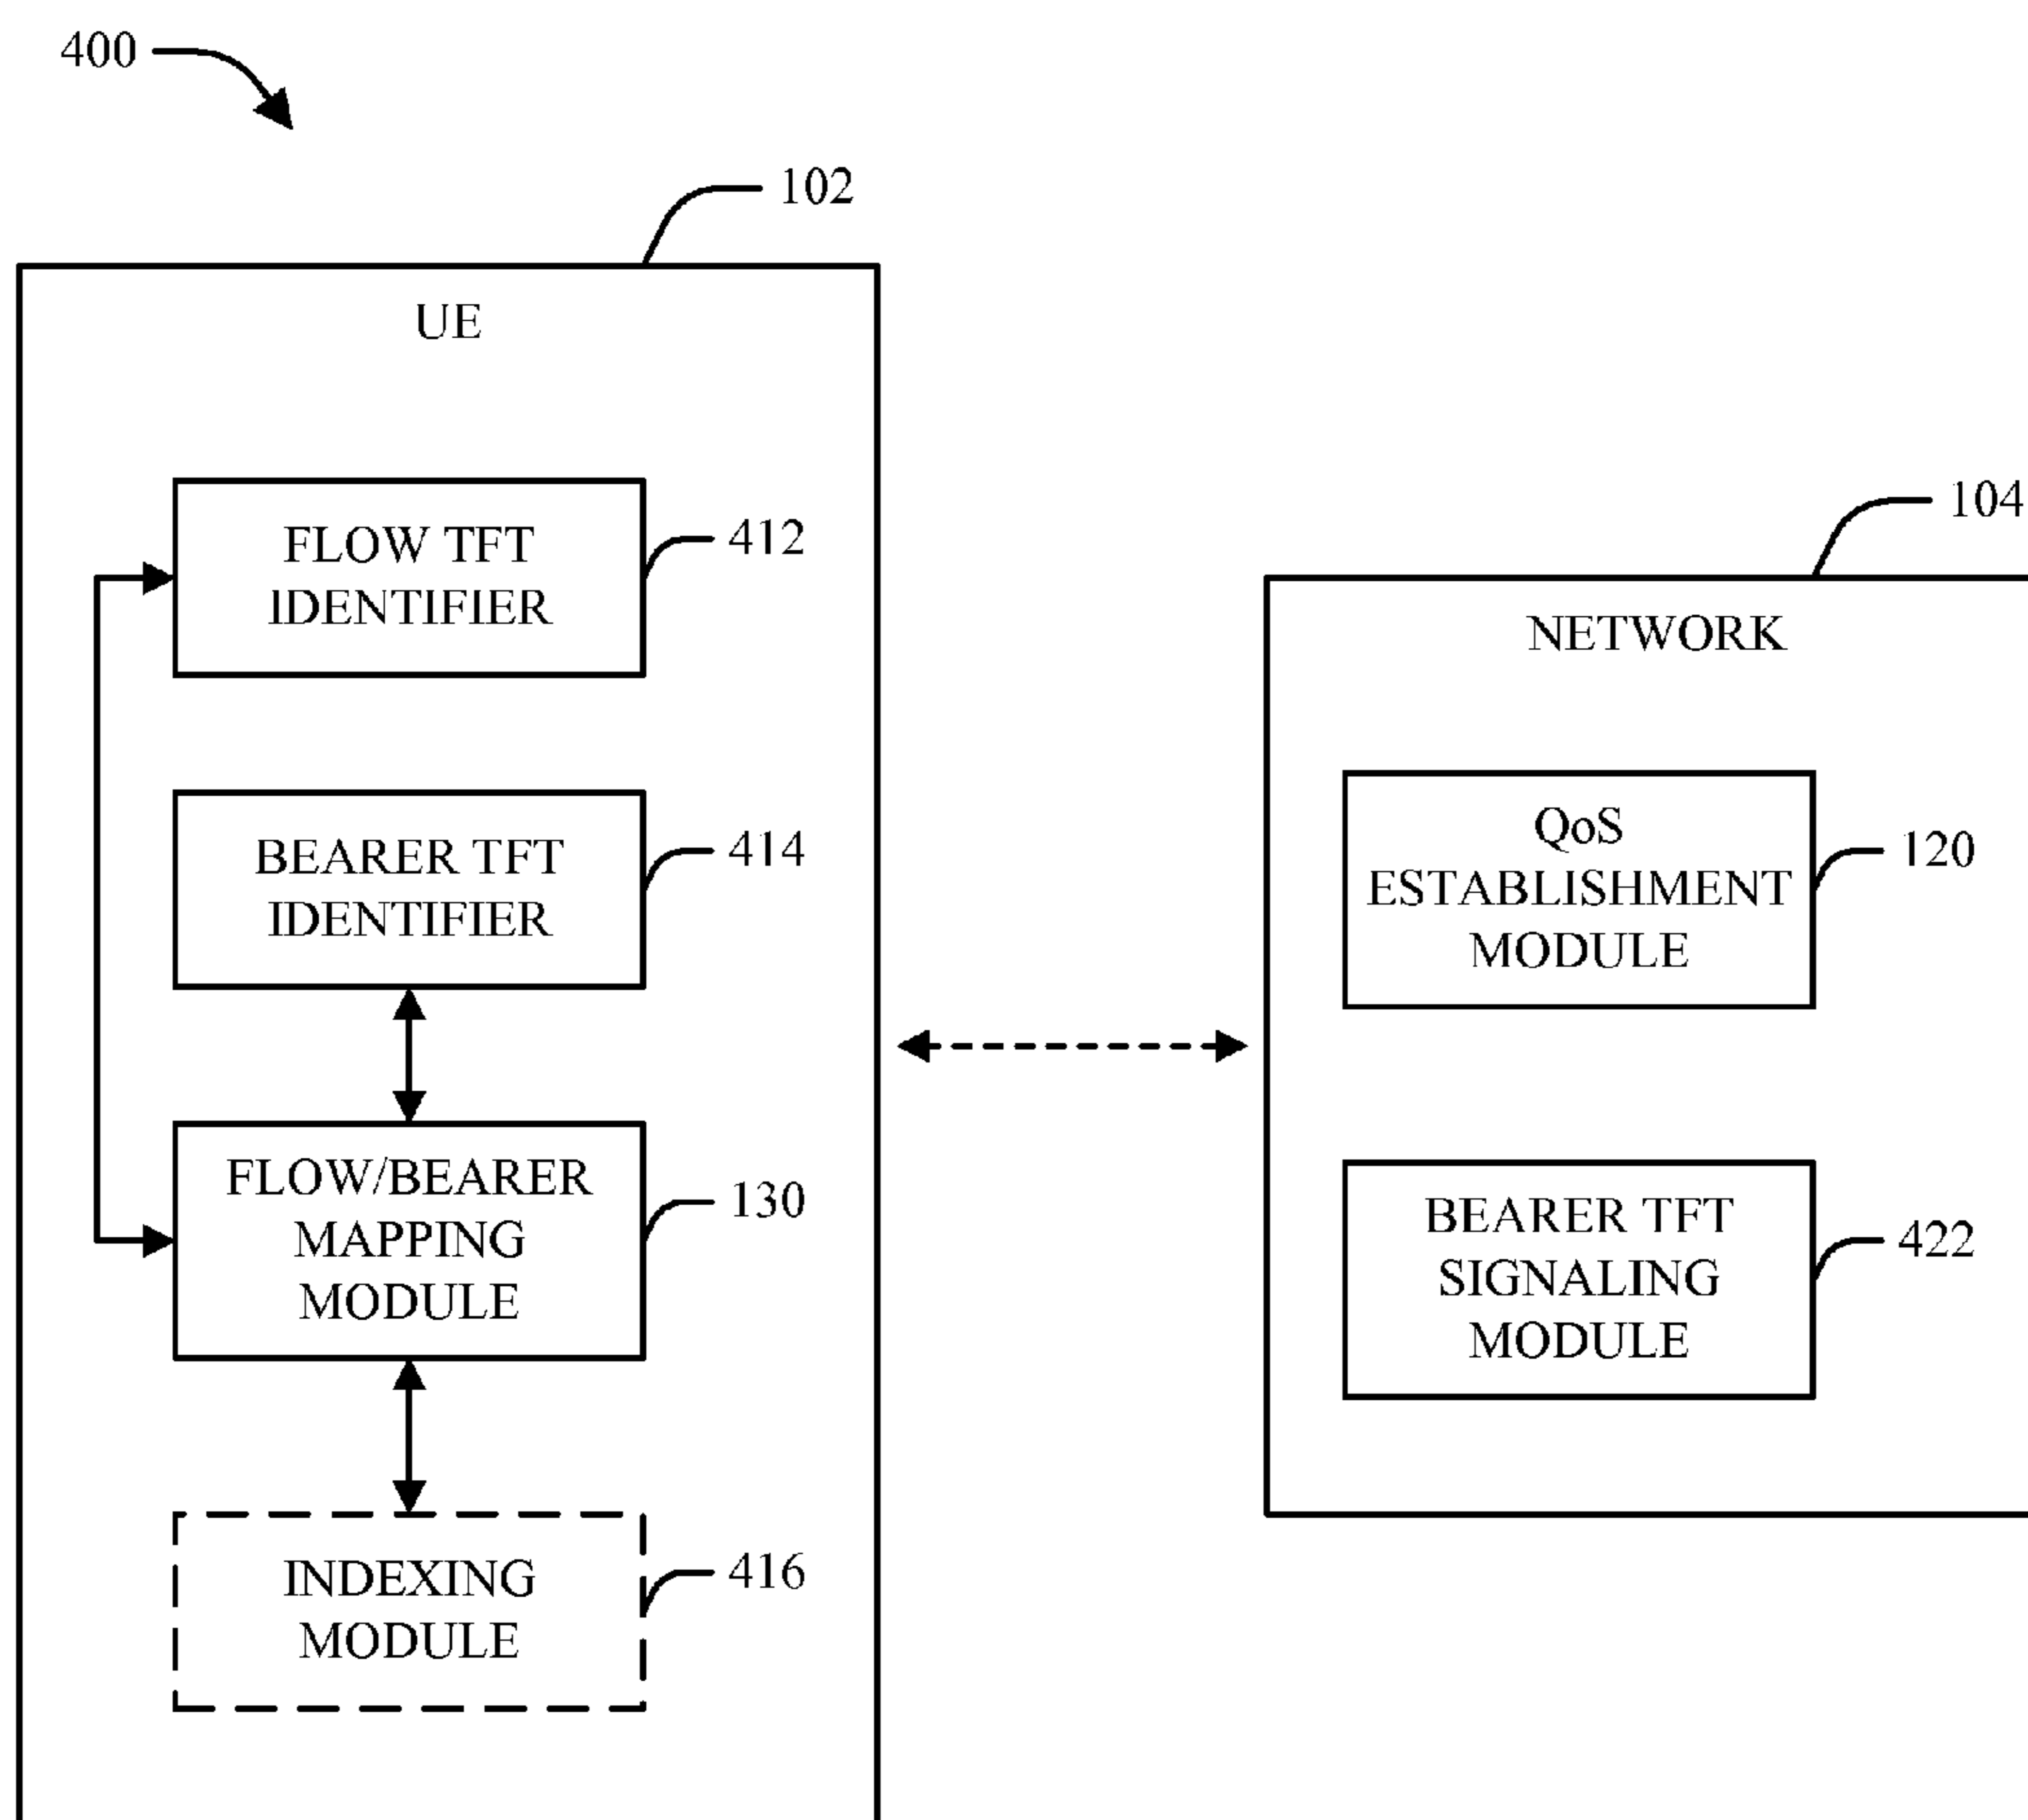 400
102
UE
FLOW TFT
IDENTIFIER
412
BEARER TFT
IDENTIFIER
414
FLOW/BEARER
MAPPING
MODULE
130
INDEXING
MODULE
416
104
NETWORK
QoS
ESTABLISHMENT
MODULE
120
BEARER TFT
SIGNALING
MODULE
422